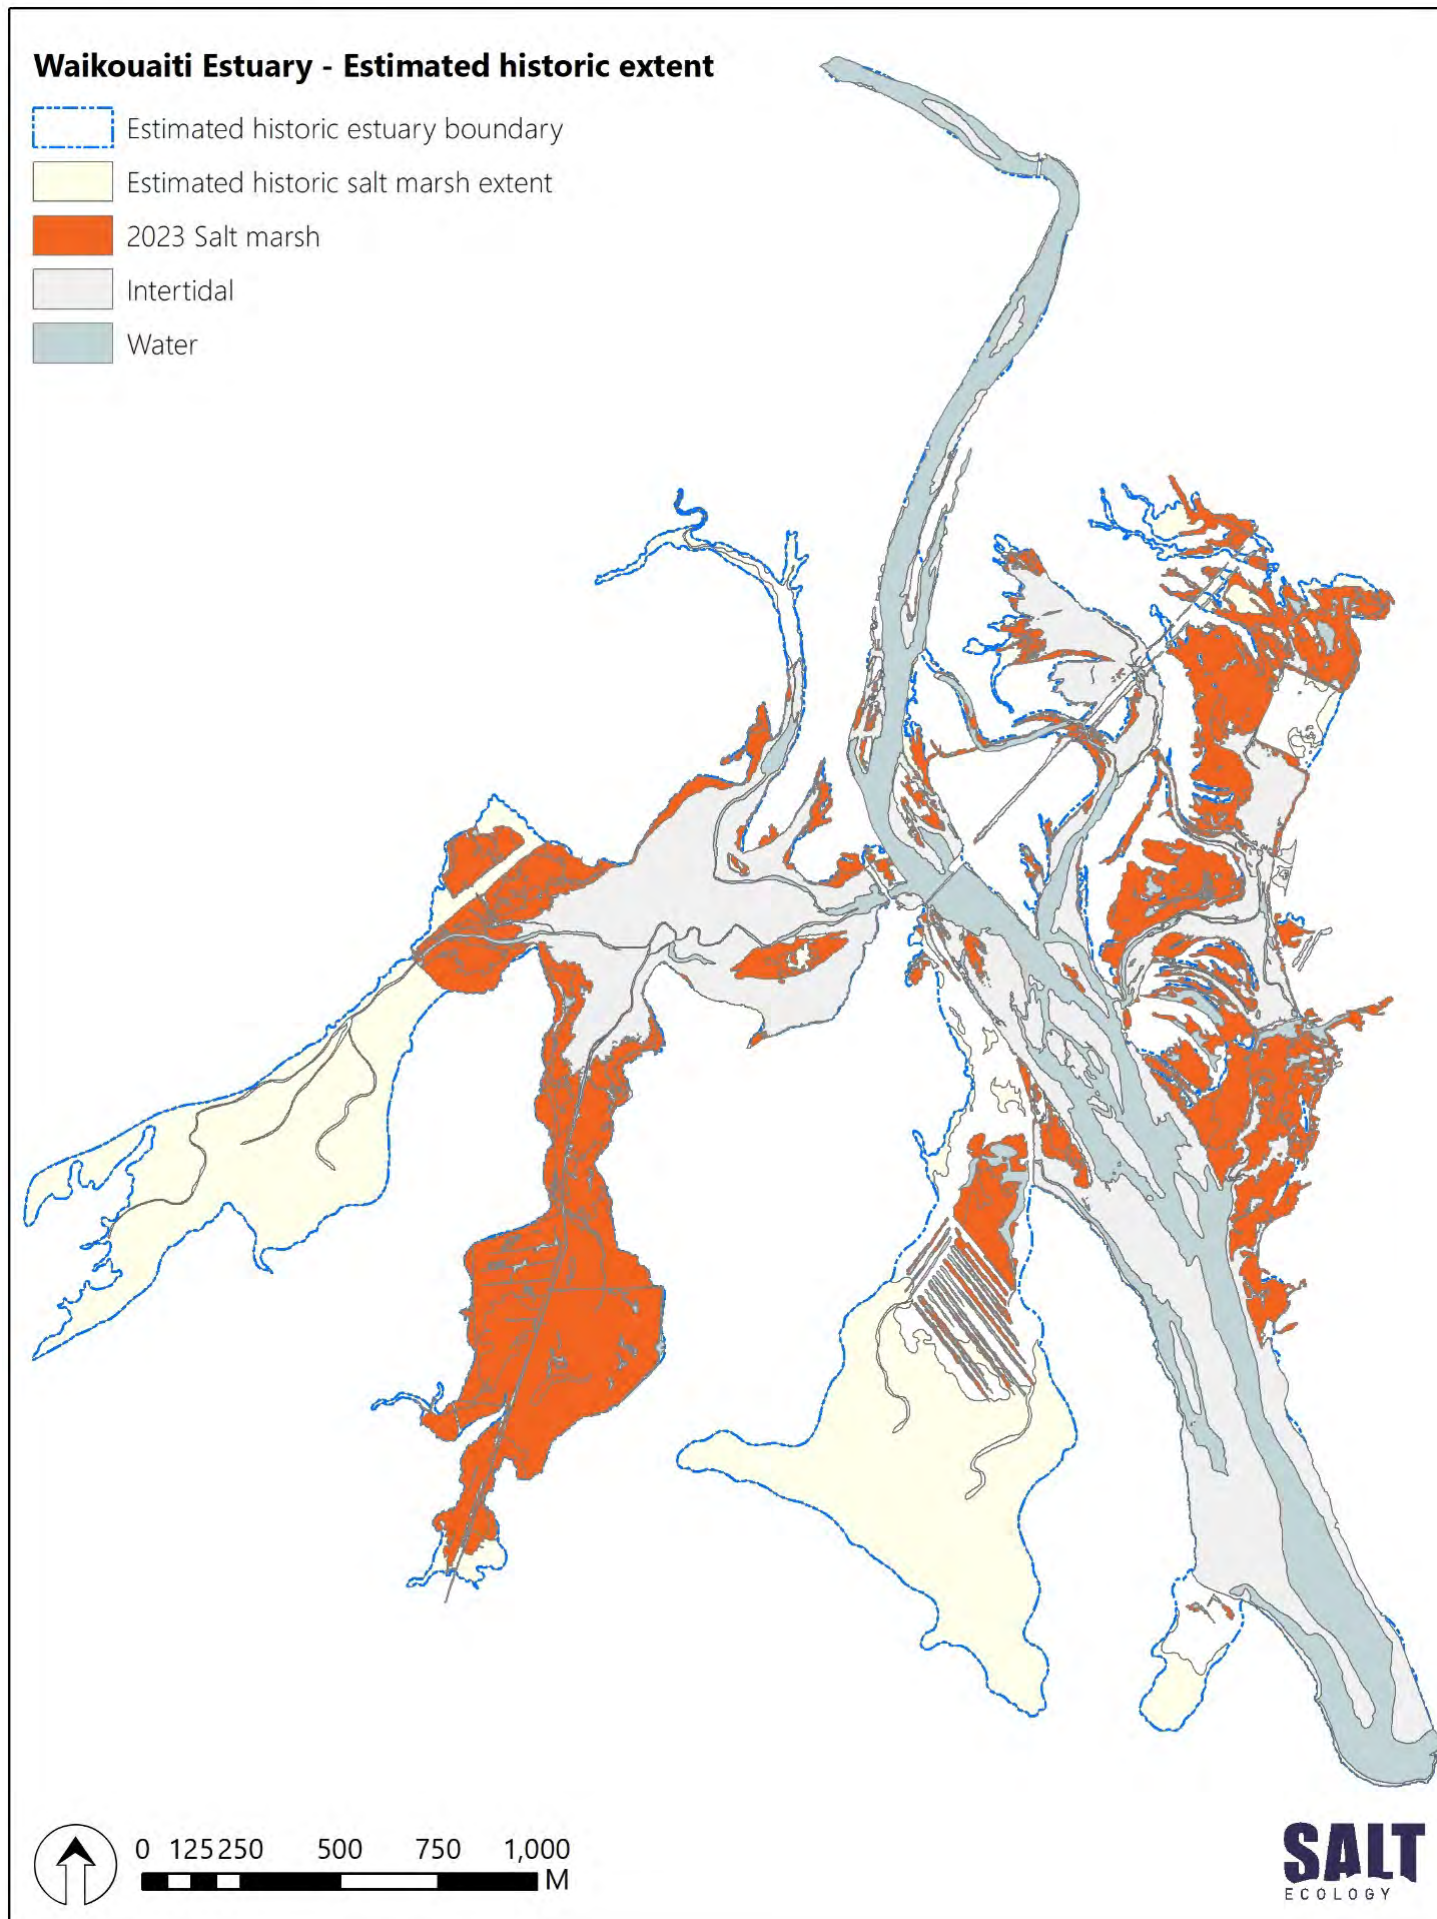 Waikouaiti Estuary - Estimated historic extent
Estimated historic estuary boundary
Estimated historic salt marsh extent
2023 Salt marsh
Intertidal
Water
0 125 250 500 750 1,000
M
SALT
ECOLOGY